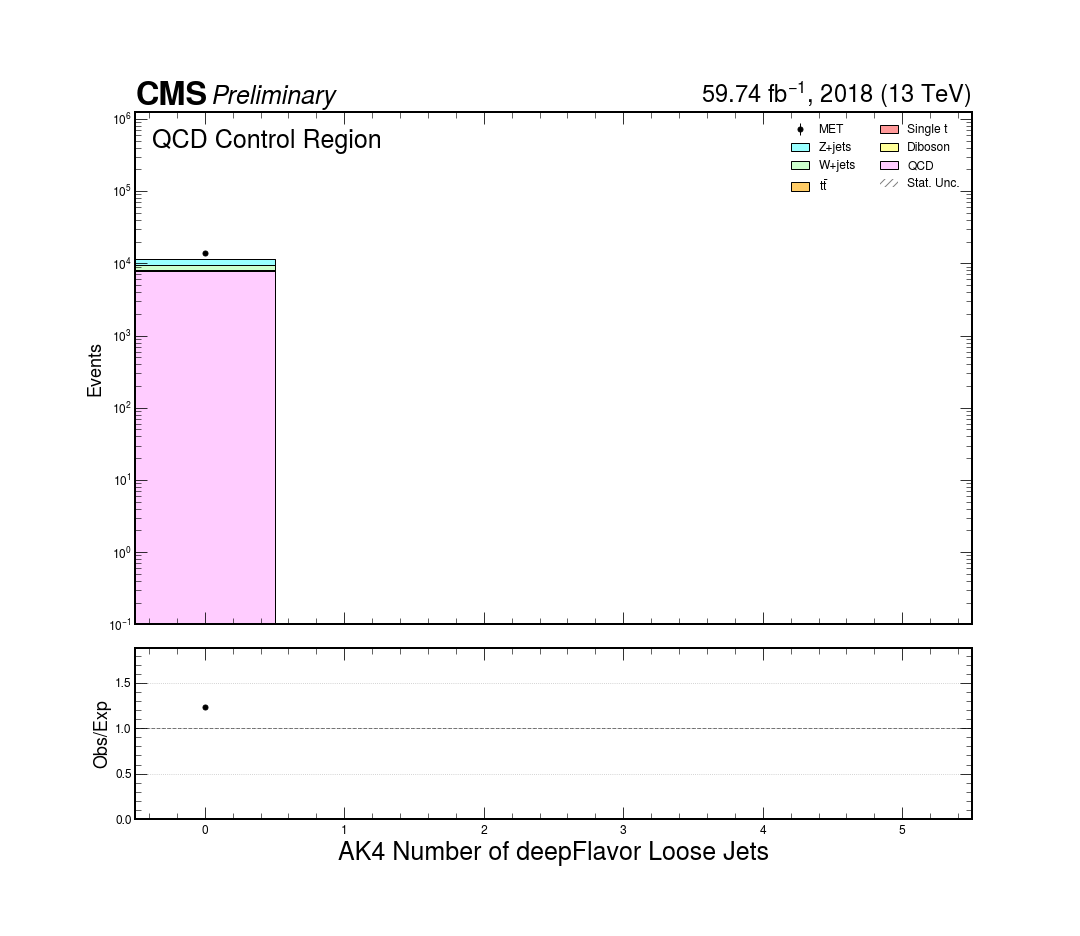 CMS Preliminary
59.74 fb⁻¹, 2018 (13 TeV)
QCD Control Region
MET
Z+jets
W+jets
tt̄
Single t
Diboson
QCD
Stat. Unc.
Events
10⁶
10⁵
10⁴
10³
10²
10¹
10⁰
10⁻¹
Obs/Exp
1.5
1.0
0.5
0.0
0 1 2 3 4 5
AK4 Number of deepFlavor Loose Jets